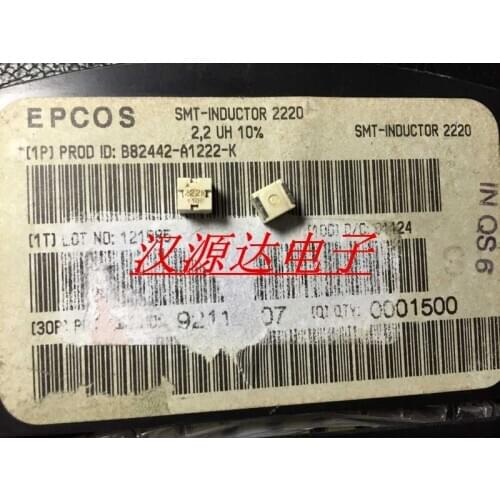 EPCOS
SMT-INDUCTOR 2220
2,2 UH 10%
SMT-INDUCTOR 2220
[1P] PROD ID: B82442-A1222-K
[1T] LOT NO:
汉源达电子
IN QS 6
[30P]
9211
07
[Q] QTY: 0001500